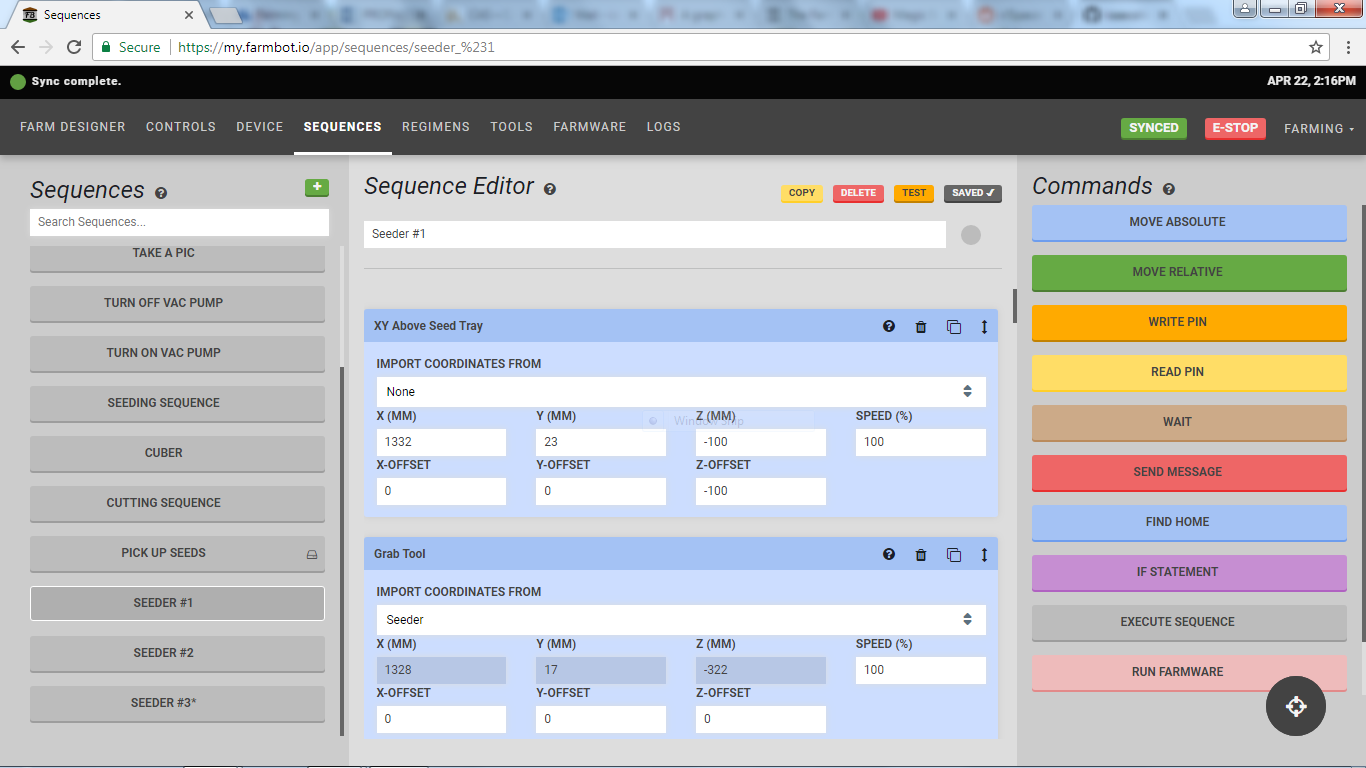 Sequences
Secure
https://my.farmbot.io/app/sequences/seeder_%231
Sync complete.
APR 22, 2:16PM
FARM DESIGNER CONTROLS DEVICE SEQUENCES REGIMENS TOOLS FARMWARE LOGS
SYNCED E-STOP FARMING
Sequences
+
Search Sequences...
TAKE A PIC
TURN OFF VAC PUMP
TURN ON VAC PUMP
SEEDING SEQUENCE
CUBER
CUTTING SEQUENCE
PICK UP SEEDS
SEEDER #1
SEEDER #2
SEEDER #3*
Sequence Editor
COPY DELETE TEST SAVED ✔
Seeder #1
XY Above Seed Tray
IMPORT COORDINATES FROM
None
X (MM) Y (MM) Z (MM) SPEED (%)
Window Snip
1332 23 -100 100
X-OFFSET Y-OFFSET Z-OFFSET
0 0 -100
Grab Tool
IMPORT COORDINATES FROM
Seeder
X (MM) Y (MM) Z (MM) SPEED (%)
1328 17 -322 100
X-OFFSET Y-OFFSET Z-OFFSET
0 0 0
Commands
MOVE ABSOLUTE
MOVE RELATIVE
WRITE PIN
READ PIN
WAIT
SEND MESSAGE
FIND HOME
IF STATEMENT
EXECUTE SEQUENCE
RUN FARMWARE